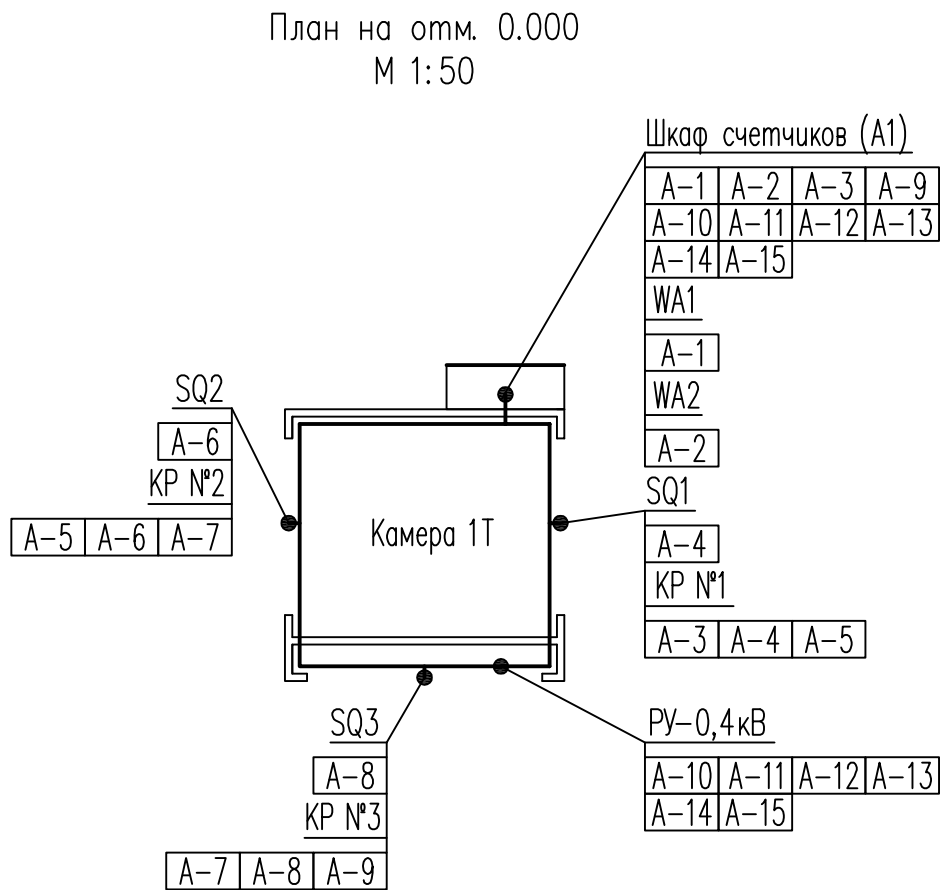 План на отм. 0.000
М 1:50
Шкаф счетчиков (А1)
А-1 А-2 А-3 А-9
А-10 А-11 А-12 А-13
А-14 А-15
WA1
А-1
WA2
А-2
SQ2
А-6
КР №2
А-5 А-6 А-7
Камера 1Т
SQ1
А-4
КР №1
А-3 А-4 А-5
SQ3
А-8
КР №3
А-7 А-8 А-9
РУ-0,4кВ
А-10 А-11 А-12 А-13
А-14 А-15